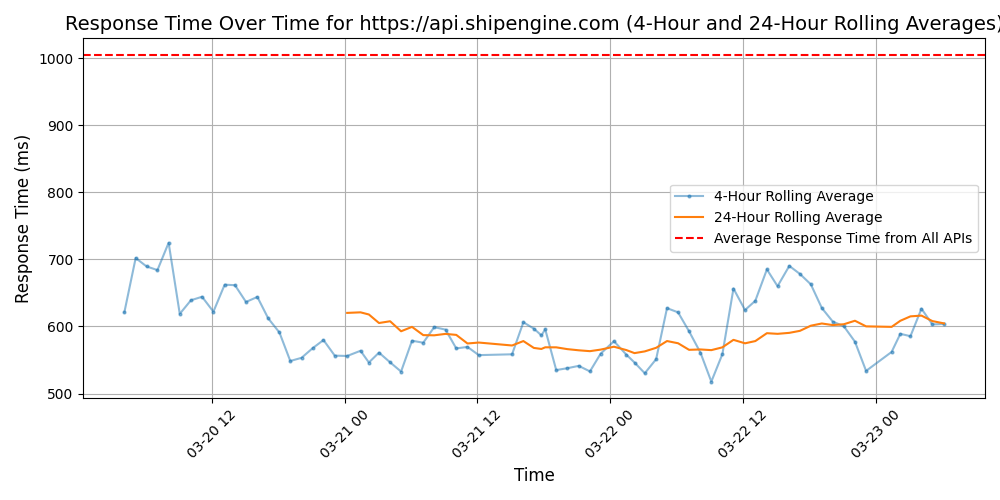 Response Time Over Time for https://api.shipengine.com (4-Hour and 24-Hour Rolling Averages)
Response Time (ms)
1000
900
800
700
600
500
4-Hour Rolling Average
24-Hour Rolling Average
Average Response Time from All APIs
03-20 12
03-21 00
03-21 12
03-22 00
03-22 12
03-23 00
Time